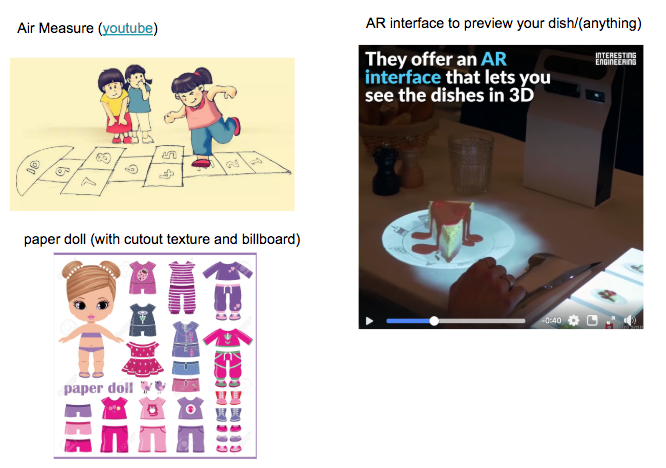 Air Measure (youtube)
10 9 8 7 6 5 4 3 2 1
paper doll (with cutout texture and billboard)
paper doll
AR interface to preview your dish/(anything)
They offer an AR
interface that lets you
see the dishes in 3D
INTERESTING
ENGINEERING
-0:40